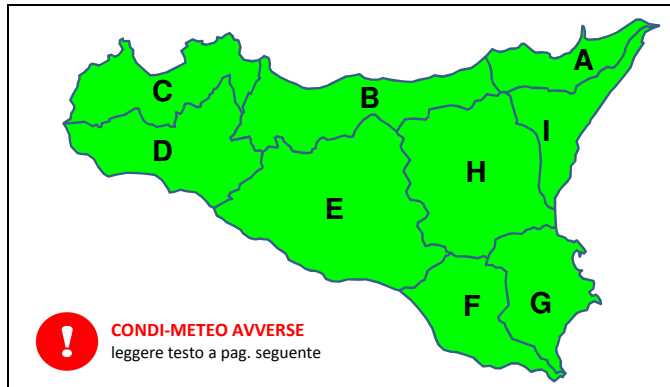 A
C
B
I
D
H
E
F
G
!
CONDI-METEO AVVERSE
leggere testo a pag. seguente